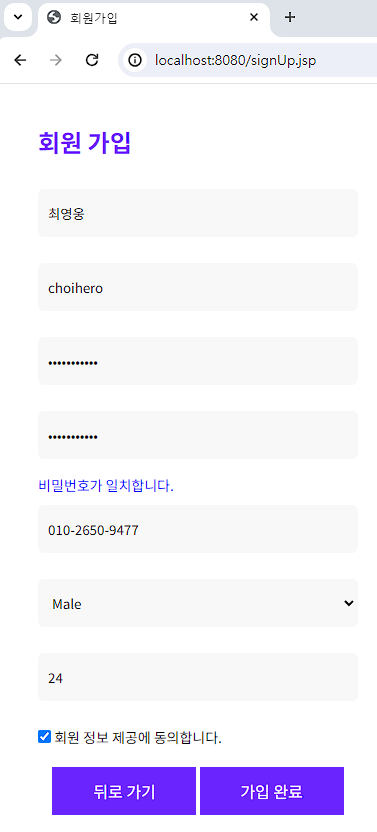 회원가입
localhost:8080/signUp.jsp
회원 가입
최영웅
choihero
•••••••••••
•••••••••••
비밀번호가 일치합니다.
010-2650-9477
Male
24
회원 정보 제공에 동의합니다.
뒤로 가기
가입 완료